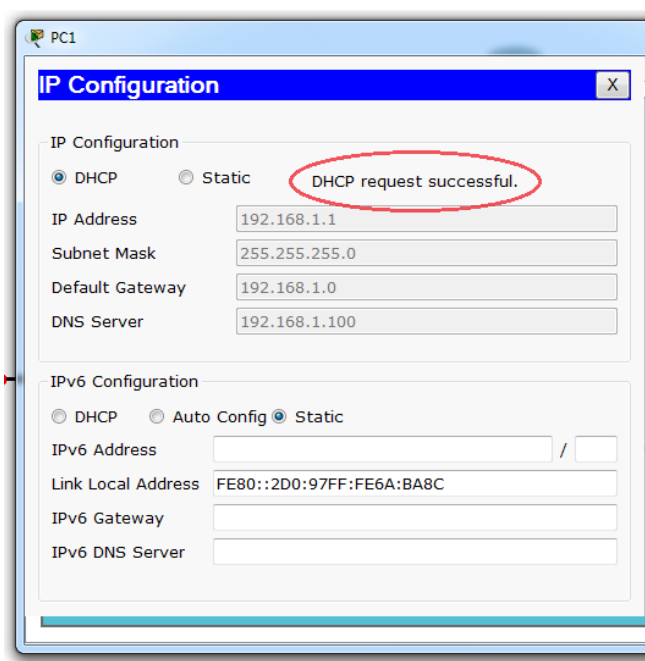 PC1
IP Configuration X
IP Configuration
DHCP Static DHCP request successful.
IP Address 192.168.1.1
Subnet Mask 255.255.255.0
Default Gateway 192.168.1.0
DNS Server 192.168.1.100
IPv6 Configuration
DHCP Auto Config Static
IPv6 Address /
Link Local Address FE80::2D0:97FF:FE6A:BA8C
IPv6 Gateway
IPv6 DNS Server